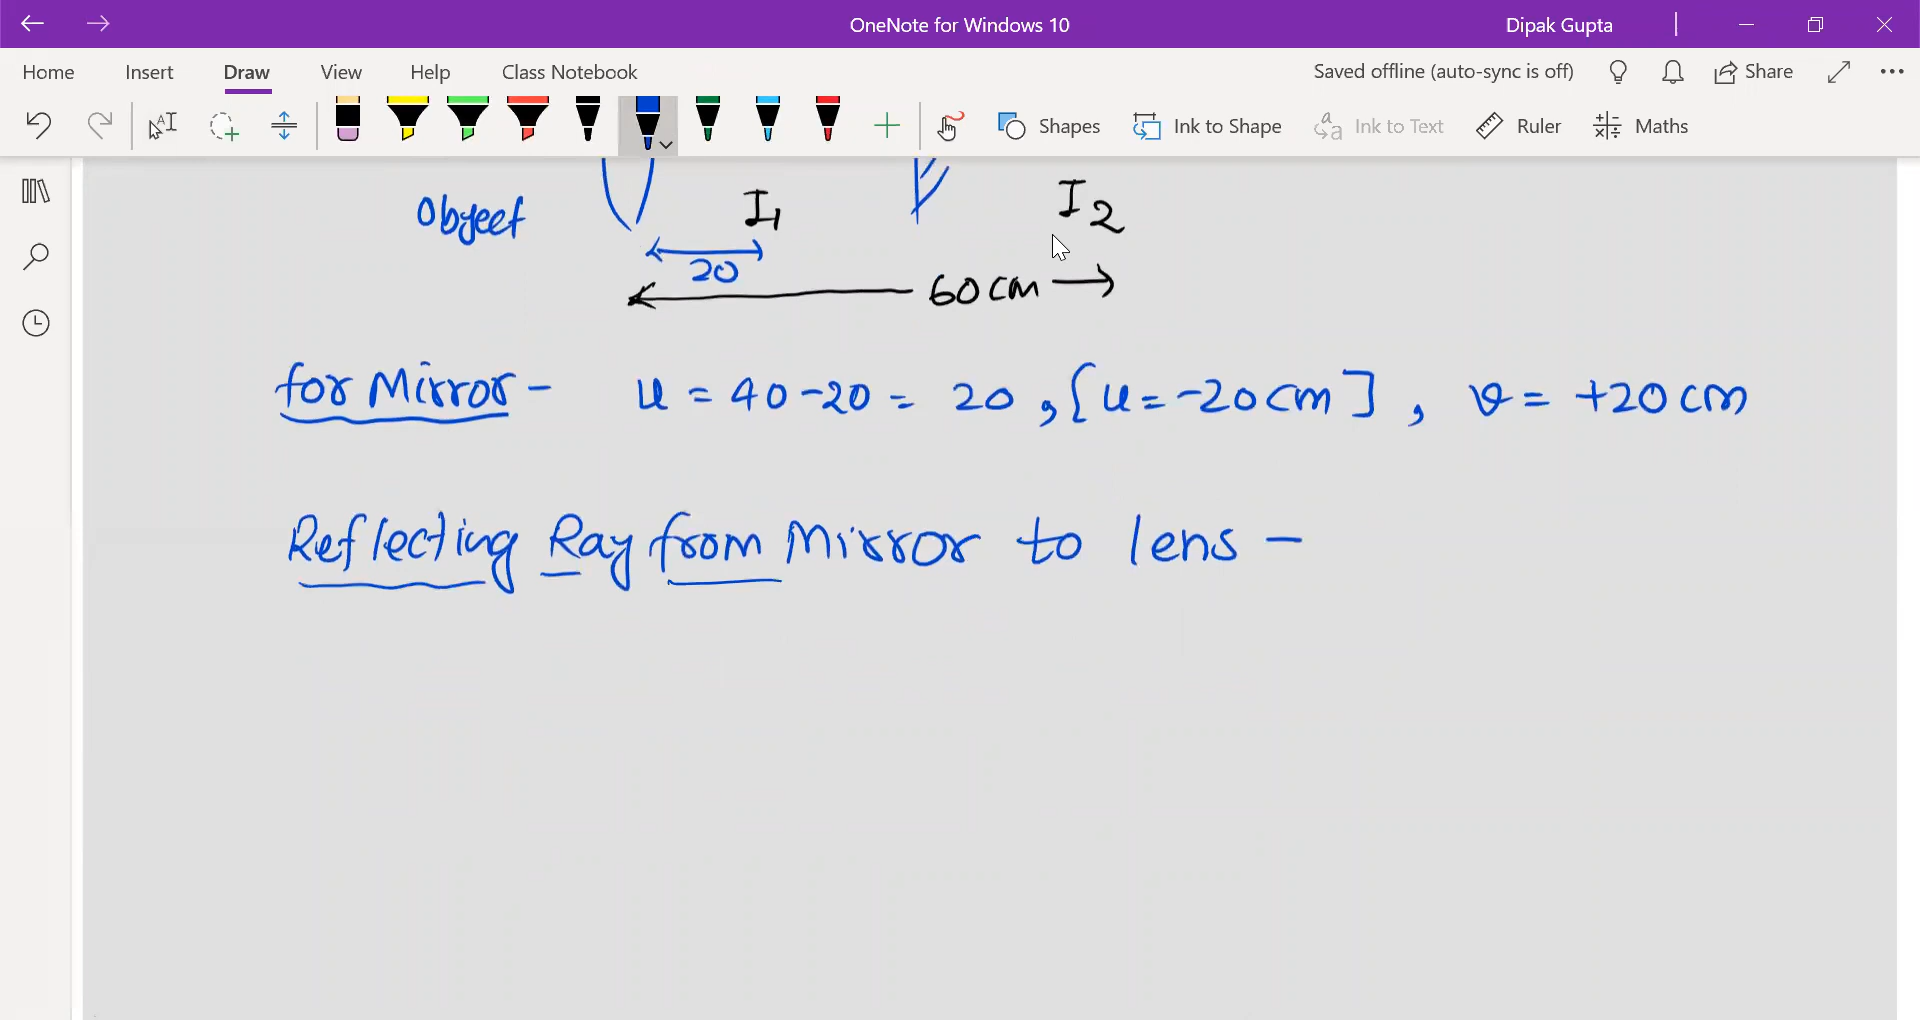 OneNote for Windows 10 Dipak Gupta
Home Insert Draw View Help Class Notebook Saved offline (auto-sync is off) Share
Shapes Ink to Shape Ink to Text Ruler Maths
Object I1 I2
20
60 cm
for Mirror - u = 40 - 20 = 20 , [u = -20 cm] , v = +20 cm
Reflecting Ray from Mirror to lens -